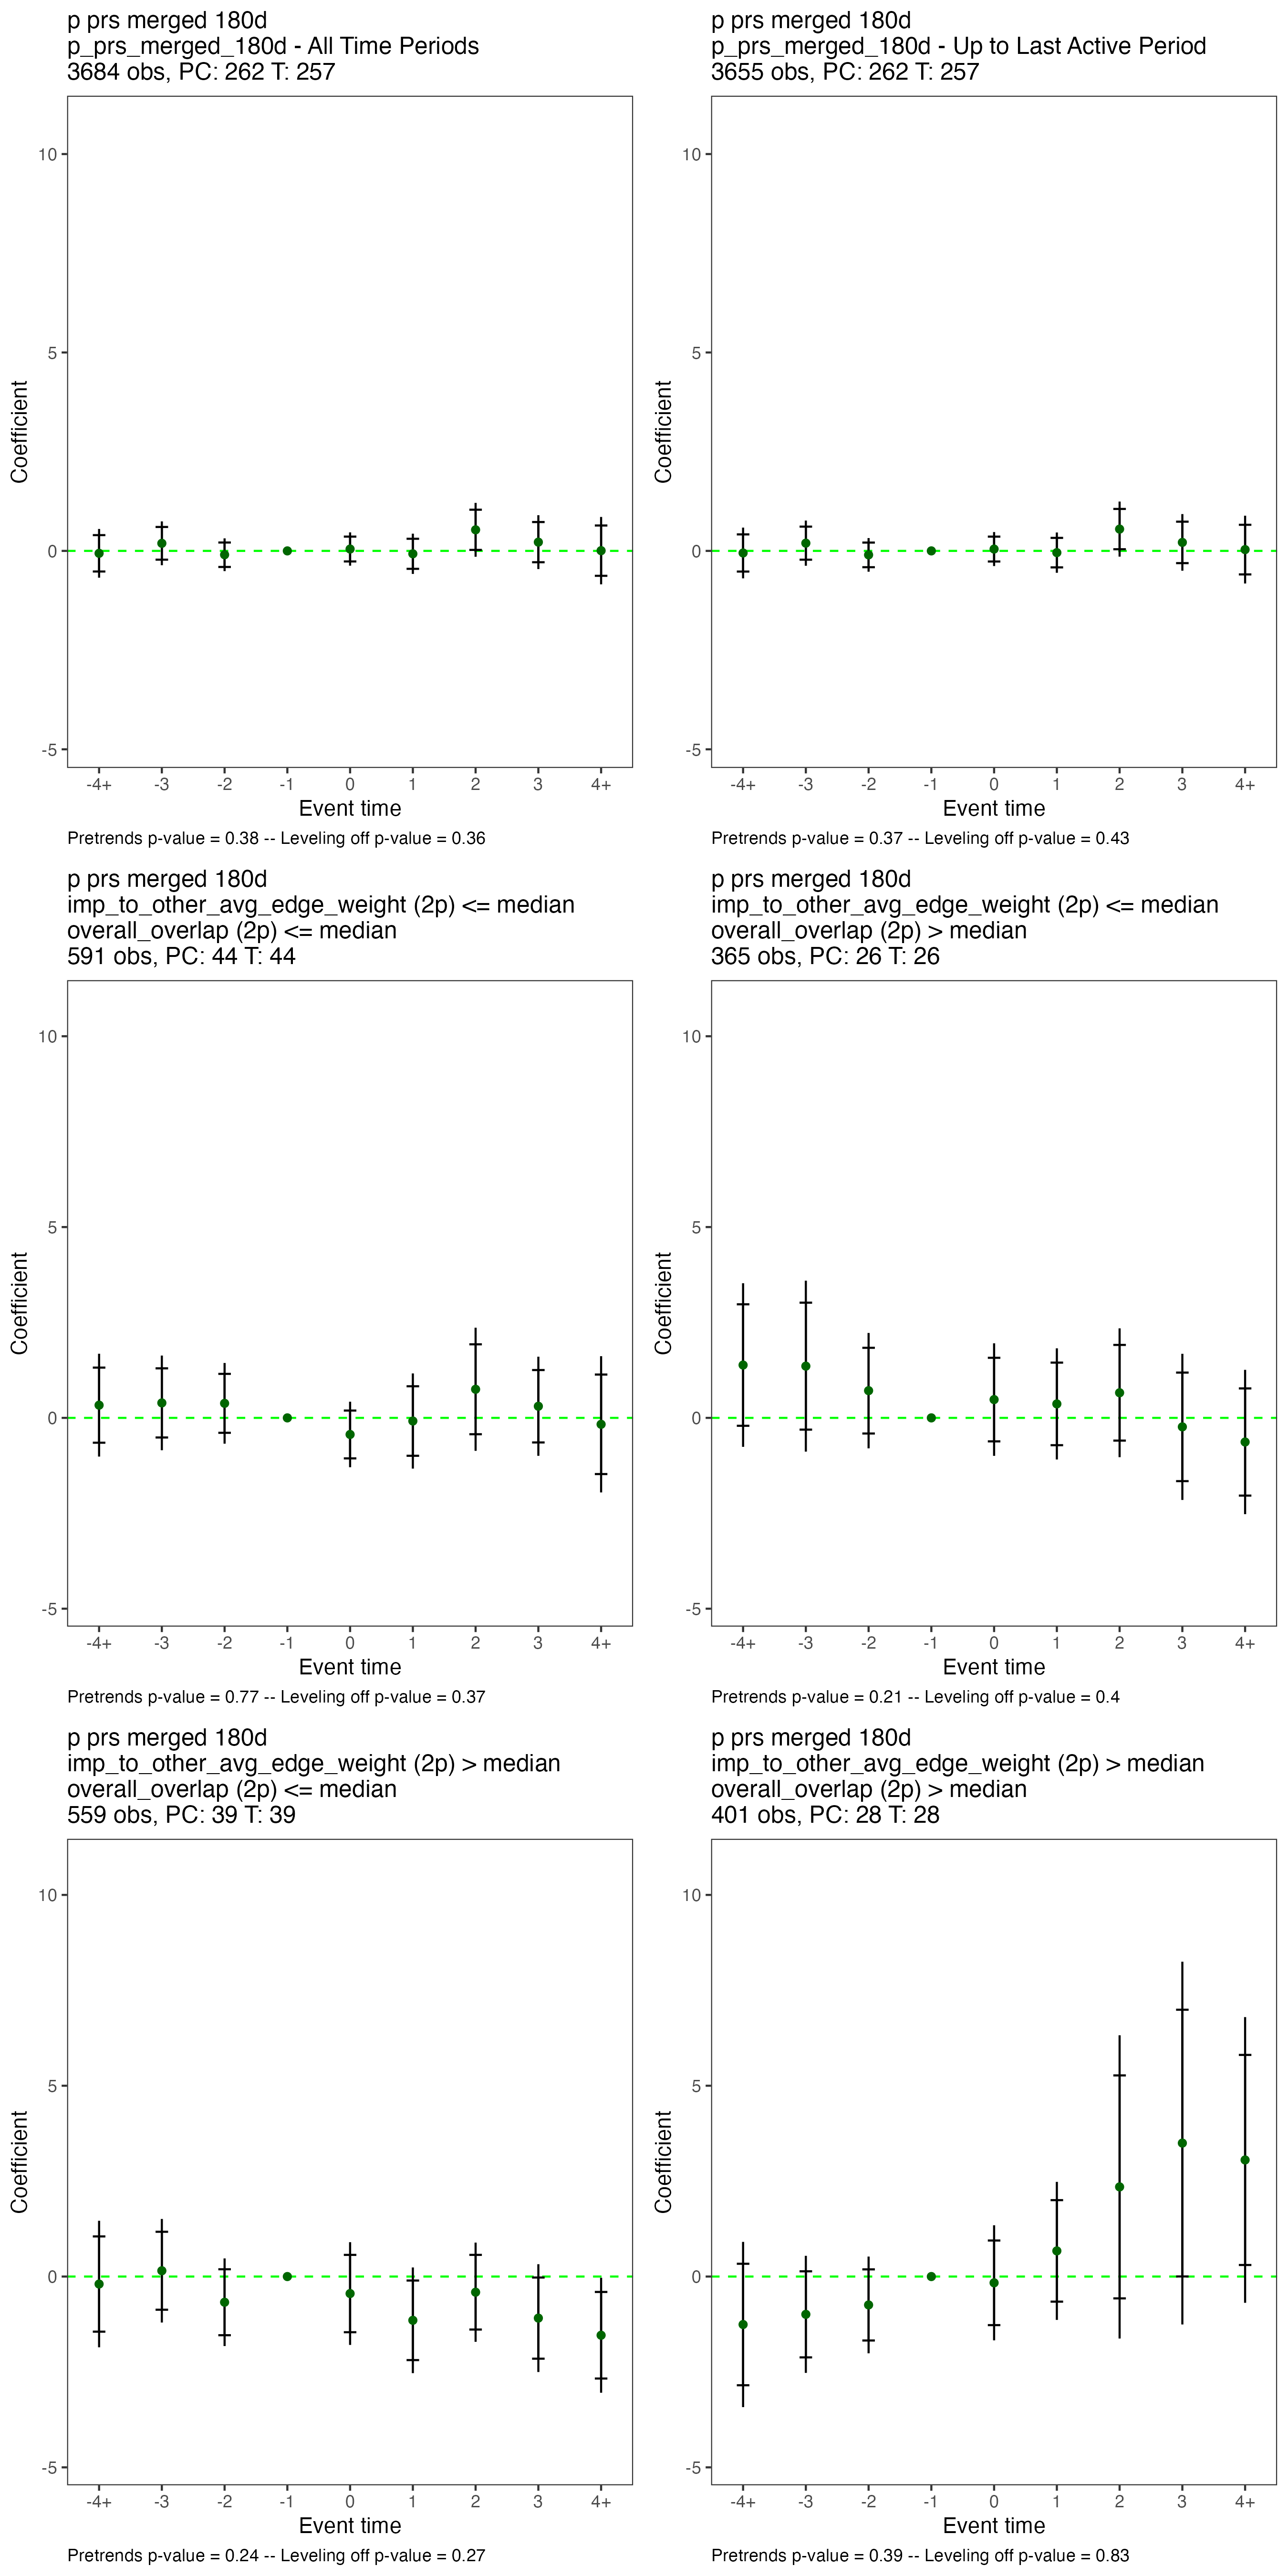 p prs merged 180d
p_prs_merged_180d - All Time Periods
3684 obs, PC: 262 T: 257
Coefficient
10
5
0
-5
-4+ -3 -2 -1 0 1 2 3 4+
Event time
Pretrends p-value = 0.38 -- Leveling off p-value = 0.36
p prs merged 180d
p_prs_merged_180d - Up to Last Active Period
3655 obs, PC: 262 T: 257
Coefficient
10
5
0
-5
-4+ -3 -2 -1 0 1 2 3 4+
Event time
Pretrends p-value = 0.37 -- Leveling off p-value = 0.43
p prs merged 180d
imp_to_other_avg_edge_weight (2p) <= median
overall_overlap (2p) <= median
591 obs, PC: 44 T: 44
Coefficient
10
5
0
-5
-4+ -3 -2 -1 0 1 2 3 4+
Event time
Pretrends p-value = 0.77 -- Leveling off p-value = 0.37
p prs merged 180d
imp_to_other_avg_edge_weight (2p) <= median
overall_overlap (2p) > median
365 obs, PC: 26 T: 26
Coefficient
10
5
0
-5
-4+ -3 -2 -1 0 1 2 3 4+
Event time
Pretrends p-value = 0.21 -- Leveling off p-value = 0.4
p prs merged 180d
imp_to_other_avg_edge_weight (2p) > median
overall_overlap (2p) <= median
559 obs, PC: 39 T: 39
Coefficient
10
5
0
-5
-4+ -3 -2 -1 0 1 2 3 4+
Event time
Pretrends p-value = 0.24 -- Leveling off p-value = 0.27
p prs merged 180d
imp_to_other_avg_edge_weight (2p) > median
overall_overlap (2p) > median
401 obs, PC: 28 T: 28
Coefficient
10
5
0
-5
-4+ -3 -2 -1 0 1 2 3 4+
Event time
Pretrends p-value = 0.39 -- Leveling off p-value = 0.83